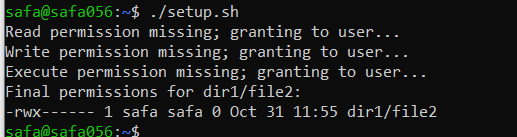 safa@safa056:~$ ./setup.sh
Read permission missing; granting to user...
Write permission missing; granting to user...
Execute permission missing; granting to user...
Final permissions for dir1/file2:
-rwx------ 1 safa safa 0 Oct 31 11:55 dir1/file2
safa@safa056:~$